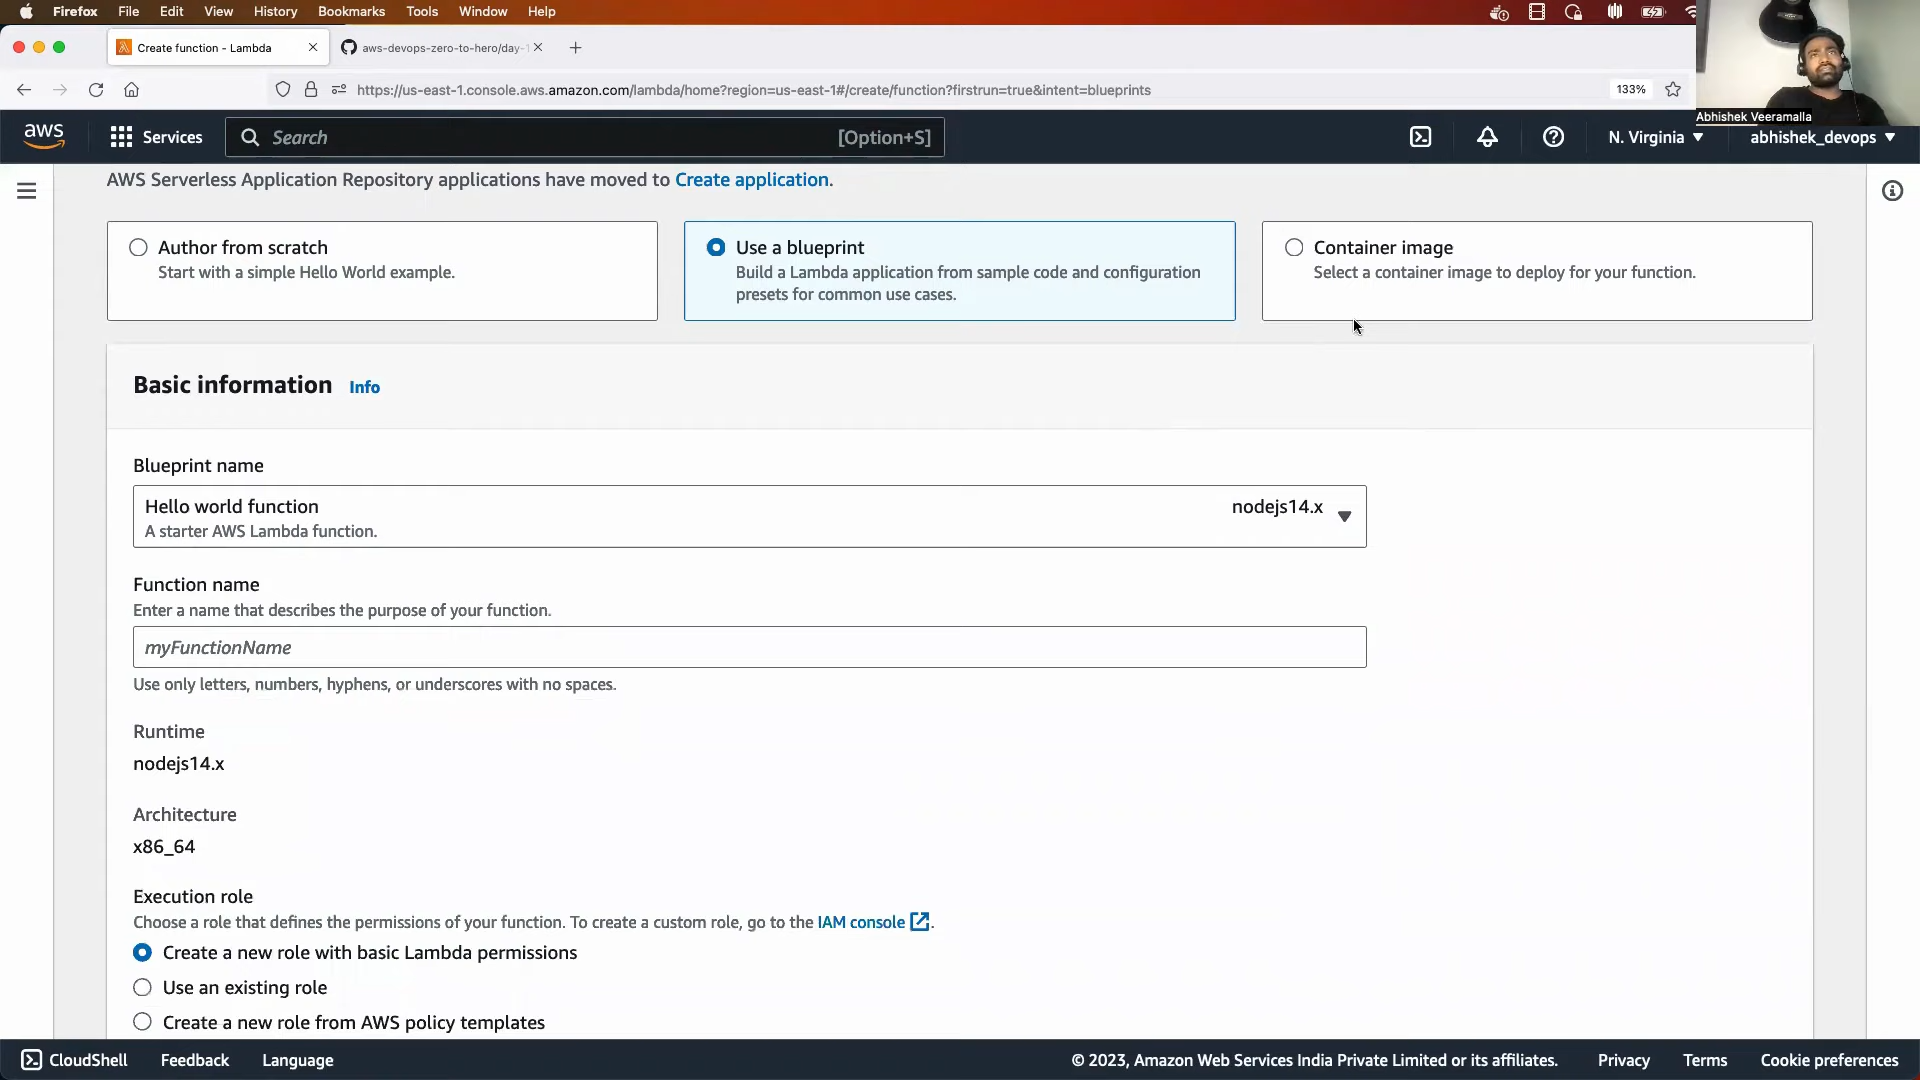 Firefox File Edit View History Bookmarks Tools Window Help
Create function - Lambda
aws-devops-zero-to-hero/day-1
https://us-east-1.console.aws.amazon.com/lambda/home?region=us-east-1#/create/function?firstrun=true&intent=blueprints
133%
Abhishek Veeramalla
aws
Services
Search
[Option+S]
N. Virginia
abhishek_devops
AWS Serverless Application Repository applications have moved to Create application.
Author from scratch
Start with a simple Hello World example.
Use a blueprint
Build a Lambda application from sample code and configuration
presets for common use cases.
Container image
Select a container image to deploy for your function.
Basic information Info
Blueprint name
Hello world function
nodejs14.x
A starter AWS Lambda function.
Function name
Enter a name that describes the purpose of your function.
myFunctionName
Use only letters, numbers, hyphens, or underscores with no spaces.
Runtime
nodejs14.x
Architecture
x86_64
Execution role
Choose a role that defines the permissions of your function. To create a custom role, go to the IAM console.
Create a new role with basic Lambda permissions
Use an existing role
Create a new role from AWS policy templates
CloudShell Feedback Language
© 2023, Amazon Web Services India Private Limited or its affiliates. Privacy Terms Cookie preferences